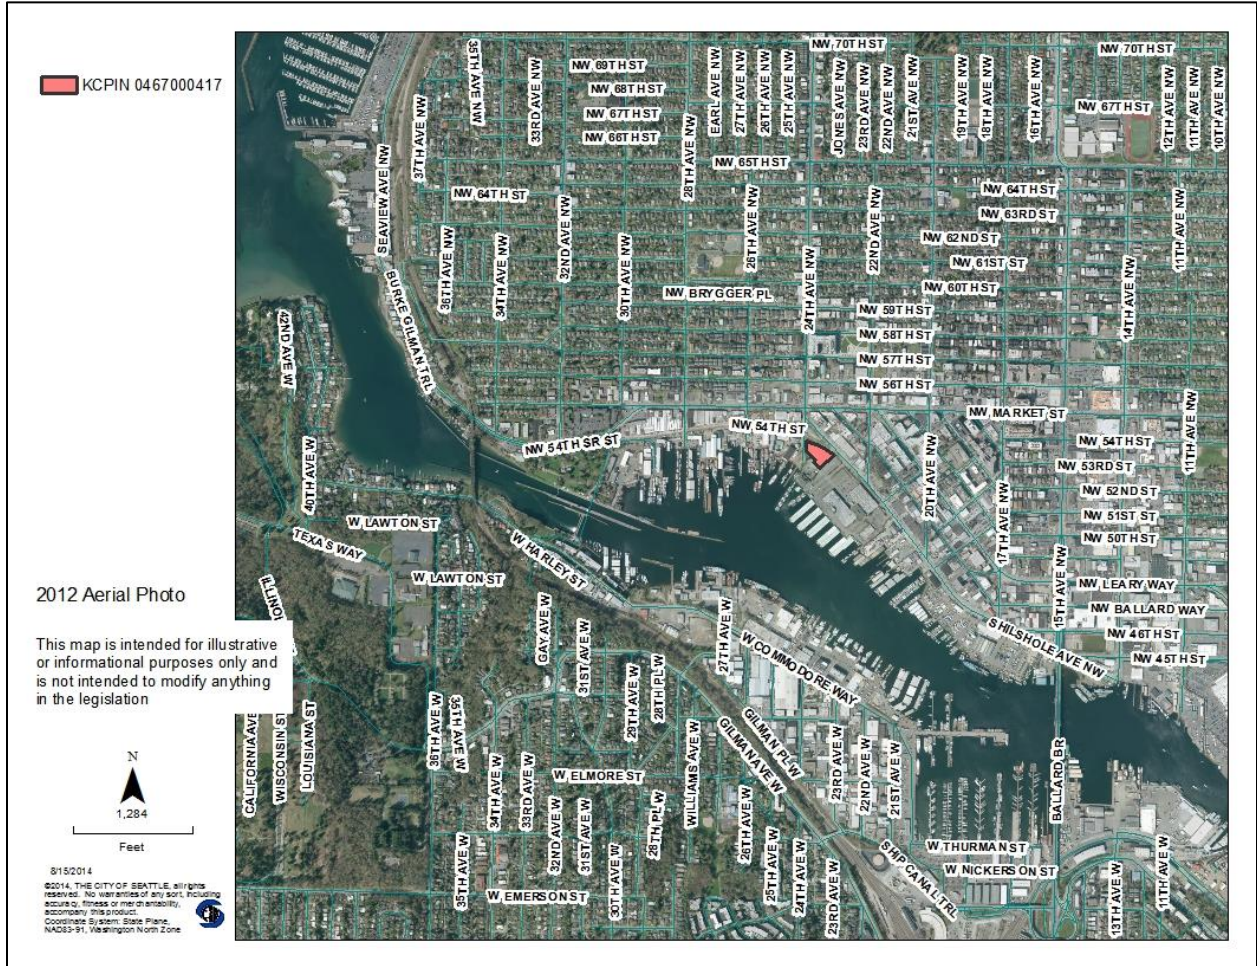 KCPIN 0467000417
NW 70TH ST
NW 70TH ST
35TH AVE NW
33RD AVE NW
NW 69TH ST
NW 68TH ST
NW 67TH ST
NW 66TH ST
EARL AVE NW
27TH AVE NW
26TH AVE NW
25TH AVE NW
JONES AVE NW
23RD AVE NW
22ND AVE NW
21ST AVE NW
19TH AVE NW
18TH AVE NW
16TH AVE NW
NW 67TH ST
12TH AVE NW
11TH AVE NW
10TH AVE NW
37TH AVE NW
28TH AVE NW
NW 65TH ST
SEAVIEW AVE NW
NW 64TH ST
NW 64TH ST
NW 63RD ST
NW 62ND ST
NW 61ST ST
NW 60TH ST
36TH AVE NW
34TH AVE NW
32ND AVE NW
30TH AVE NW
26TH AVE NW
22ND AVE NW
11TH AVE NW
BURKE GILMAN TRL
NW BRYGGER PL
24TH AVE NW
14TH AVE NW
NW 59TH ST
NW 58TH ST
NW 57TH ST
NW 56TH ST
42ND AVE W
NW MARKET ST
NW 54TH ST
NW 54TH SR ST
NW 54TH ST
NW 53RD ST
NW 52ND ST
NW 51ST ST
NW 50TH ST
11TH AVE NW
40TH AVE W
20TH AVE NW
17TH AVE NW
15TH AVE NW
W LAWTON ST
TEXAS WAY
W LAWTON ST
W HARLEY ST
NW LEARY WAY
NW BALLARD WAY
NW 46TH ST
NW 45TH ST
SHILSHOLE AVE NW
2012 Aerial Photo
This map is intended for illustrative
or informational purposes only and
is not intended to modify anything
in the legislation
GAY AVE W
31ST AVE W
29TH AVE W
28TH PL W
27TH AVE W
W COMMODORE WAY
CALIFORNIA AVE
WISCONSIN ST
LOUISIANA ST
36TH AVE W
35TH AVE W
WILLIAMS AVE W
GILMAN PL W
GILMAN AVE W
23RD AVE W
22ND AVE W
21ST AVE W
BALLARD BR
34TH AVE W
33RD AVE W
W ELMORE ST
32ND AVE W
31ST AVE W
28TH PL W
26TH AVE W
N
1,284
Feet
35TH AVE W
W EMERSON ST
30TH AVE W
25TH AVE W
24TH AVE W
23RD AVE W
SHIP CANAL TRL
W THURMAN ST
W NICKERSON ST
13TH AVE W
11TH AVE W
8/15/2014
©2014, THE CITY OF SEATTLE, all rights
reserved. No warranties of any sort, including
accuracy, fitness or merchantability,
accompany this product.
Coordinate System: State Plane,
NAD83-91, Washington North Zone